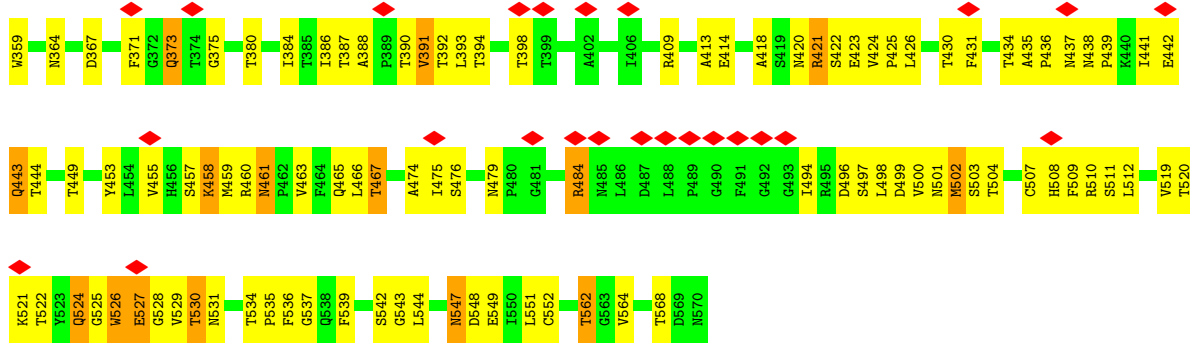 W359 N364 D367 F371 G372 Q373 T374 G375 T380 I384 T385 I386 T387 A388 P389 T390 V391 T392 L393 T394 T398 T399 A402 I406 R409 A413 E414 A418 S419 N420 R421 S422 E423 V424 P425 L426 T430 F431 T434 A435 P436 N437 N438 P439 K440 I441 E442
Q443 T444 T449 Y453 L454 V455 H456 S457 K458 M459 R460 N461 P462 V463 F464 Q465 L466 T467 A474 I475 S476 N479 P480 G481 R484 N485 L486 D487 L488 P489 G490 F491 G492 G493 I494 R495 D496 S497 L498 D499 V500 N501 M502 S503 T504 C507 H508 F509 R510 S511 L512 V519 T520
K521 T522 Y523 Q524 G525 W526 E527 G528 V529 T530 N531 T534 P535 F536 G537 Q538 F539 S542 G543 L544 N547 D548 E549 I550 L551 C552 T562 G563 V564 T568 D569 N570